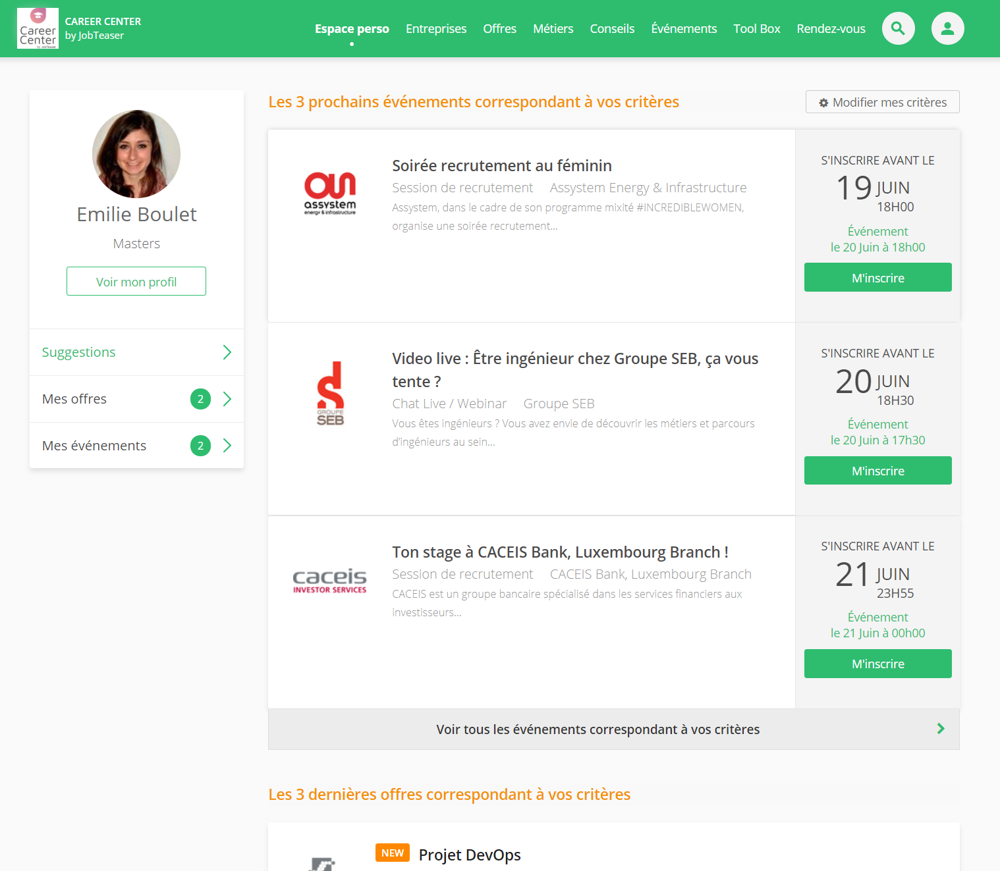 Career
Center
by JobTeaser
CAREER CENTER
by JobTeaser
Espace perso
Entreprises
Offres
Métiers
Conseils
Événements
Tool Box
Rendez-vous
Emilie Boulet
Masters
Voir mon profil
Suggestions
Mes offres 2
Mes événements 2
Les 3 prochains événements correspondant à vos critères
Modifier mes critères
assystem
energy & infrastructure
Soirée recrutement au féminin
Session de recrutement Assystem Energy & Infrastructure
Assystem, dans le cadre de son programme mixité #INCREDIBLEWOMEN,
organise une soirée recrutement...
S'INSCRIRE AVANT LE
19 JUIN
18H00
Événement
le 20 Juin à 18h00
M'inscrire
GROUPE
SEB
Video live : Être ingénieur chez Groupe SEB, ça vous
tente ?
Chat Live / Webinar Groupe SEB
Vous êtes ingénieurs ? Vous avez envie de découvrir les métiers et parcours
d’ingénieurs au sein...
S'INSCRIRE AVANT LE
20 JUIN
18H30
Événement
le 20 Juin à 17h30
M'inscrire
caceis
INVESTOR SERVICES
Ton stage à CACEIS Bank, Luxembourg Branch !
Session de recrutement CACEIS Bank, Luxembourg Branch
CACEIS est un groupe bancaire spécialisé dans les services financiers aux
investisseurs...
S'INSCRIRE AVANT LE
21 JUIN
23H55
Événement
le 21 Juin à 00h00
M'inscrire
Voir tous les événements correspondant à vos critères
Les 3 dernières offres correspondant à vos critères
NEW Projet DevOps